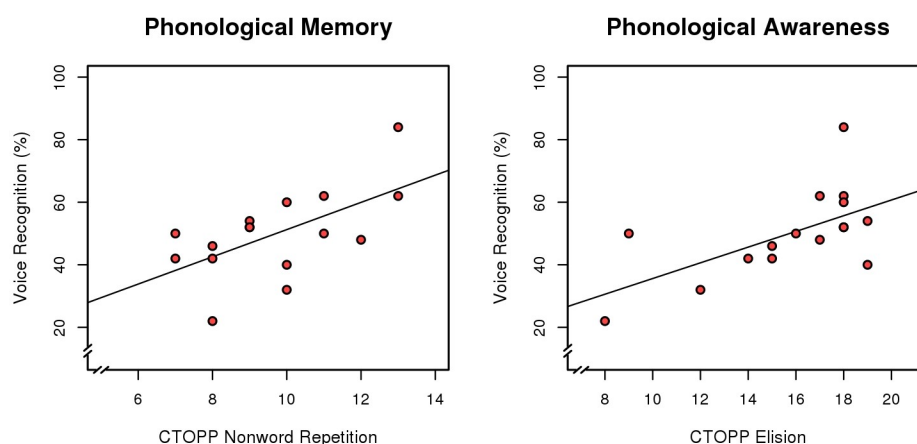 Phonological Memory
Voice Recognition (%)
100
80
60
40
20
6 8 10 12 14
CTOPP Nonword Repetition
Phonological Awareness
Voice Recognition (%)
100
80
60
40
20
8 10 12 14 16 18 20
CTOPP Elision